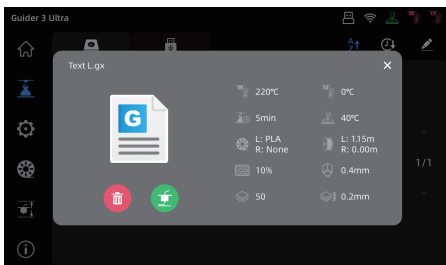 Guider 3 Ultra
Text L.gx
G
220℃ 0℃
5min 40℃
L: PLA
R: None
L: 1.15m
R: 0.00m
10% 0.4mm
50 0.2mm
1/1